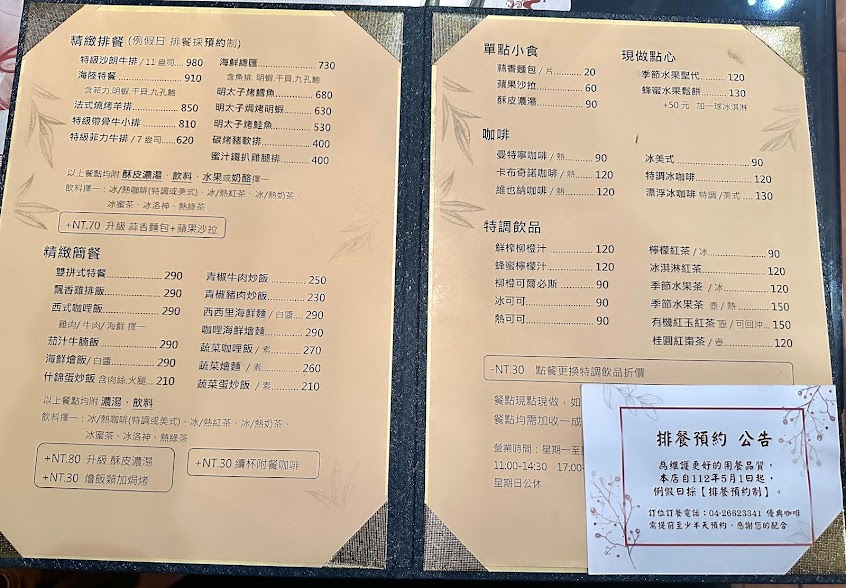 精緻排餐 (例假日 排餐採預約制)
特級沙朗牛排 / 11 盎司.... 980
海陸特餐.................. 910
含菲力.明蝦.干貝.九孔鮑
法式燒烤羊排............ 850
特級帶骨牛小排........ 810
特級菲力牛排 / 7 盎司..... 620
海鮮總匯.................. 730
含魚排.明蝦.干貝.九孔鮑
明太子烤鱈魚............ 680
明太子焗烤明蝦........ 630
明太子烤鮭魚............ 530
碳烤豬軟排............... 400
蜜汁鐵扒雞腿排........ 400
以上餐點均附 酥皮濃湯、飲料、水果或奶酪擇一
飲料擇一：冰/熱咖啡(特調或美式)、冰/熱紅茶、冰/熱奶茶、
冰蜜茶、冰洛神、熱綠茶
+NT.70 升級 蒜香麵包+蘋果沙拉
精緻簡餐
雙拼式特餐............ 290
飄香雞排飯............ 290
西式咖哩飯............ 290
雞肉/ 牛肉/ 海鮮 擇一
茄汁牛腩飯............ 290
海鮮燴飯/ 白醬........ 290
什錦蛋炒飯 含肉絲.火腿... 210
青椒牛肉炒飯............ 250
青椒豬肉炒飯............ 230
西西里海鮮麵 / 白醬.... 290
咖哩海鮮燴麵............ 290
蔬菜咖哩飯 / 素.......... 270
蔬菜燴麵 / 素............. 260
蔬菜蛋炒飯 / 素.......... 210
以上餐點均附 濃湯、飲料
飲料擇一：冰/熱咖啡(特調或美式)、冰/熱紅茶、冰/熱奶茶、
冰蜜茶、冰洛神、熱綠茶
+NT.80 升級 酥皮濃湯
+NT.30 燴飯類加焗烤
+NT.30 續杯附餐咖啡
單點小食
蒜香麵包 / 片.......... 20
蘋果沙拉............... 60
酥皮濃湯............... 90
現做點心
季節水果聖代............ 120
蜂蜜水果鬆餅............ 130
+50元 加一球冰淇淋
咖啡
曼特寧咖啡 / 熱........ 90
卡布奇諾咖啡 / 熱...... 120
維也納咖啡 / 熱........ 120
冰美式..................... 90
特調冰咖啡............... 120
漂浮冰咖啡 特調 / 美式.... 130
特調飲品
鮮榨柳橙汁............ 120
蜂蜜檸檬汁............ 120
柳橙可爾必斯......... 120
冰可可.................. 90
熱可可.................. 90
檸檬紅茶 / 冰............ 90
冰淇淋紅茶............... 120
季節水果茶 / 冰......... 120
季節水果茶 壺 / 熱...... 150
有機紅玉紅茶 壺 / 可回沖... 150
桂圓紅棗茶 / 壺......... 120
-NT.30 點餐更換特調飲品折價
餐點現點現做，如
餐點均需加收一成
營業時間：星期一至
11:00-14:30 17:00-
星期日公休
排餐預約 公告
為維護更好的用餐品質，
本店自112年5月1日起，
例假日採【排餐預約制】。
訂位訂餐電話：04-26623341 優典咖啡
需提前至少半天預約，感謝您的配合